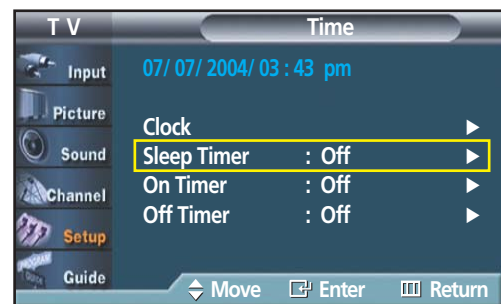 T V
Time
Input
Picture
Sound
Channel
Setup
Guide
07/ 07/ 2004/ 03 : 43 pm
Clock ▶
Sleep Timer : Off ▶
On Timer : Off ▶
Off Timer : Off ▶
Move Enter Return